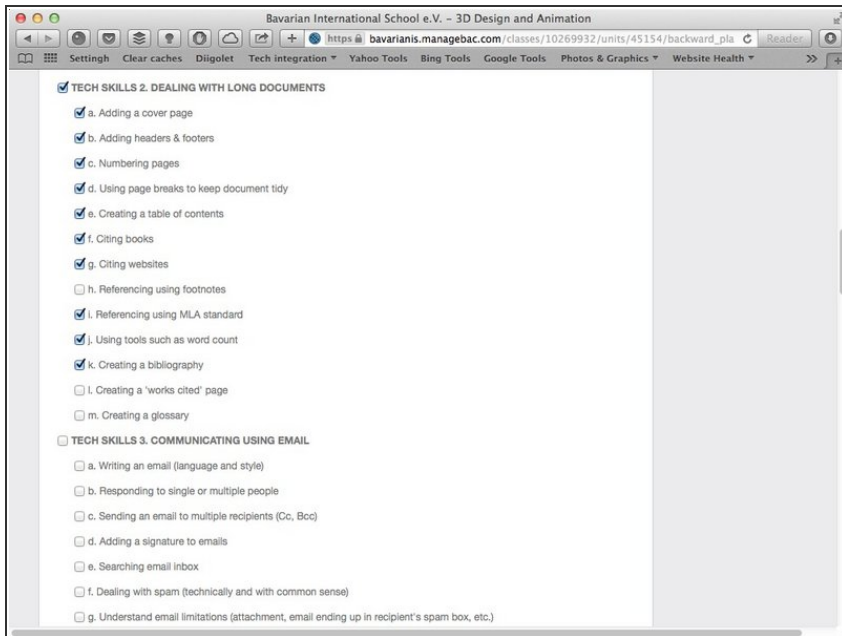 Bavarian International School e.V. – 3D Design and Animation
https bavarianis.managebac.com/classes/10269932/units/45154/backward_pla Reader
Settingh Clear caches Diigolet Tech integration Yahoo Tools Bing Tools Google Tools Photos & Graphics Website Health
TECH SKILLS 2. DEALING WITH LONG DOCUMENTS
a. Adding a cover page
b. Adding headers & footers
c. Numbering pages
d. Using page breaks to keep document tidy
e. Creating a table of contents
f. Citing books
g. Citing websites
h. Referencing using footnotes
i. Referencing using MLA standard
j. Using tools such as word count
k. Creating a bibliography
l. Creating a 'works cited' page
m. Creating a glossary
TECH SKILLS 3. COMMUNICATING USING EMAIL
a. Writing an email (language and style)
b. Responding to single or multiple people
c. Sending an email to multiple recipients (Cc, Bcc)
d. Adding a signature to emails
e. Searching email inbox
f. Dealing with spam (technically and with common sense)
g. Understand email limitations (attachment, email ending up in recipient's spam box, etc.)